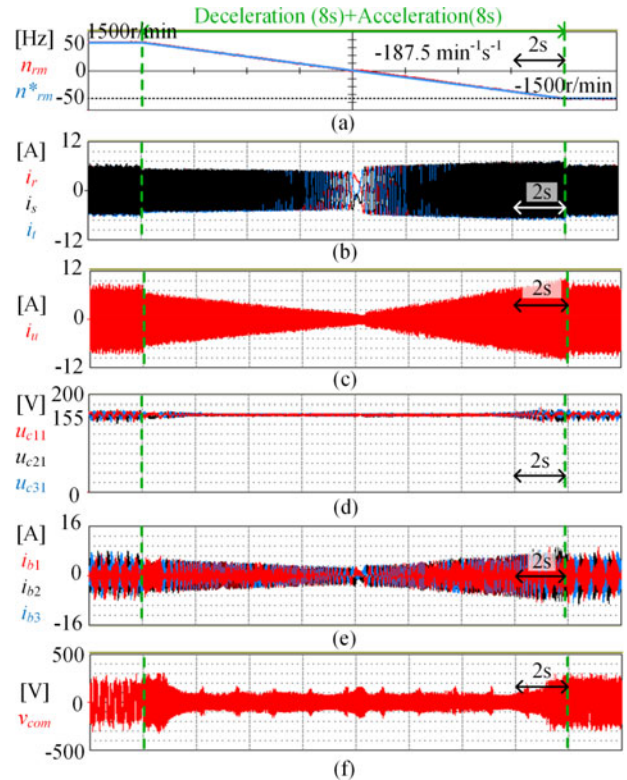 Deceleration (8s)+Acceleration(8s)
[Hz] 50 1500r/min
n_rm 0 -187.5 min⁻¹s⁻¹ 2s
n*_rm -50 -1500r/min
(a)
[A] 12
i_r
i_s 0
i_t 2s
-12
(b)
[A] 12
2s
i_u 0
-12
(c)
[V] 200
155
u_c11
u_c21
u_c31 2s
0
(d)
[A] 16
i_b1
i_b2 0 2s
i_b3
-16
(e)
500
[V] 2s
v_com 0
-500
(f)